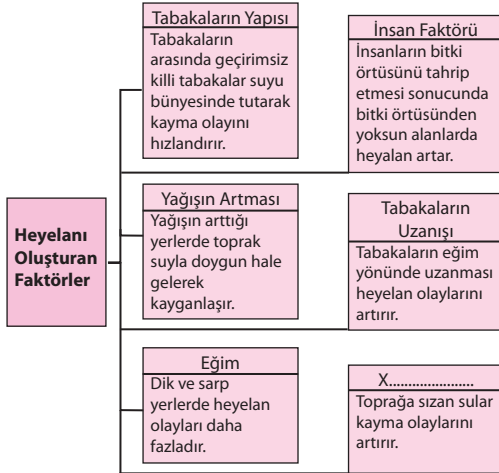 Heyelanı
Oluşturan
Faktörler
Tabakaların Yapısı
Tabakaların
arasında geçirimsiz
killi tabakalar suyu
bünyesinde tutarak
kayma olayını
hızlandırır.
İnsan Faktörü
İnsanların bitki
örtüsünü tahrip
etmesi sonucunda
bitki örtüsünden
yoksun alanlarda
heyalan artar.
Yağışın Artması
Yağışın arttığı
yerlerde toprak
suyla doygun hale
gelerek
kayganlaşır.
Tabakaların
Uzanışı
Tabakaların eğim
yönünde uzanması
heyelan olaylarını
artırır.
Eğim
Dik ve sarp
yerlerde heyelan
olayları daha
fazladır.
X......................
Toprağa sızan sular
kayma olaylarını
artırır.